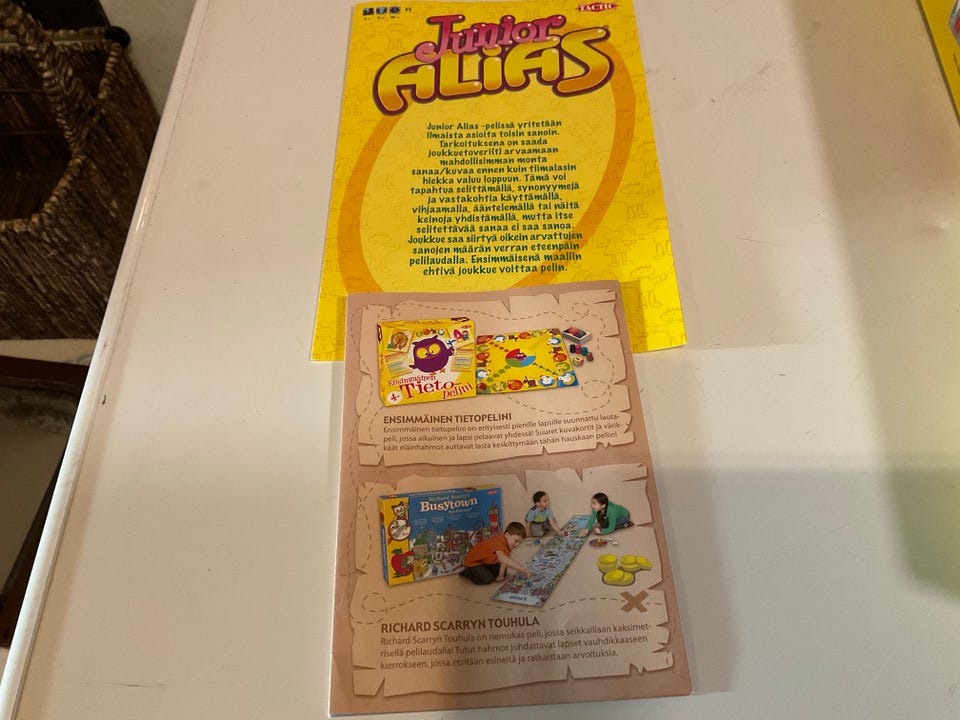 TACTIC
Junior
ALIAS
Junior Alias -pelissä yritetään
ilmaista asioita toisin sanoin.
Tarkoituksena on saada
joukkuetoveri(t) arvaamaan
mahdollisimman monta
sanaa/kuvaa ennen kuin tiimalasin
hiekka valuu loppuun. Tämä voi
tapahtua selittämällä, synonyymejä
ja vastakohtia käyttämällä,
vihjaamalla, ääntelemällä tai näitä
keinoja yhdistämällä, mutta itse
selitettävää sanaa ei saa sanoa.
Joukkue saa siirtyä oikein arvattujen
sanojen määrän verran eteenpäin
pelilaudalla. Ensimmäisenä maaliin
ehtivä joukkue voittaa pelin.
Ensimmäinen
4+ Tieto
pelini
ENSIMMÄINEN TIETOPELINI
Ensimmäinen tietopelini on erityisesti pienille lapsille suunnattu lauta-
peli, jossa aikuinen ja lapsi pelaavat yhdessä! Suuret kuvakortit ja värik-
käät eläinhahmot auttavat lasta keskittymään tähän hauskaan peliin!
Richard Scarry's
Busytown
RICHARD SCARRYN TOUHULA
Richard Scarryn Touhula on riemukas peli, jossa seikkaillaan kaksimet-
risellä pelilaudalla! Tutut hahmot johdattavat lapset vauhdikkaaseen
kierrokseen, jossa etsitään esineitä ja ratkaistaan arvoituksia.